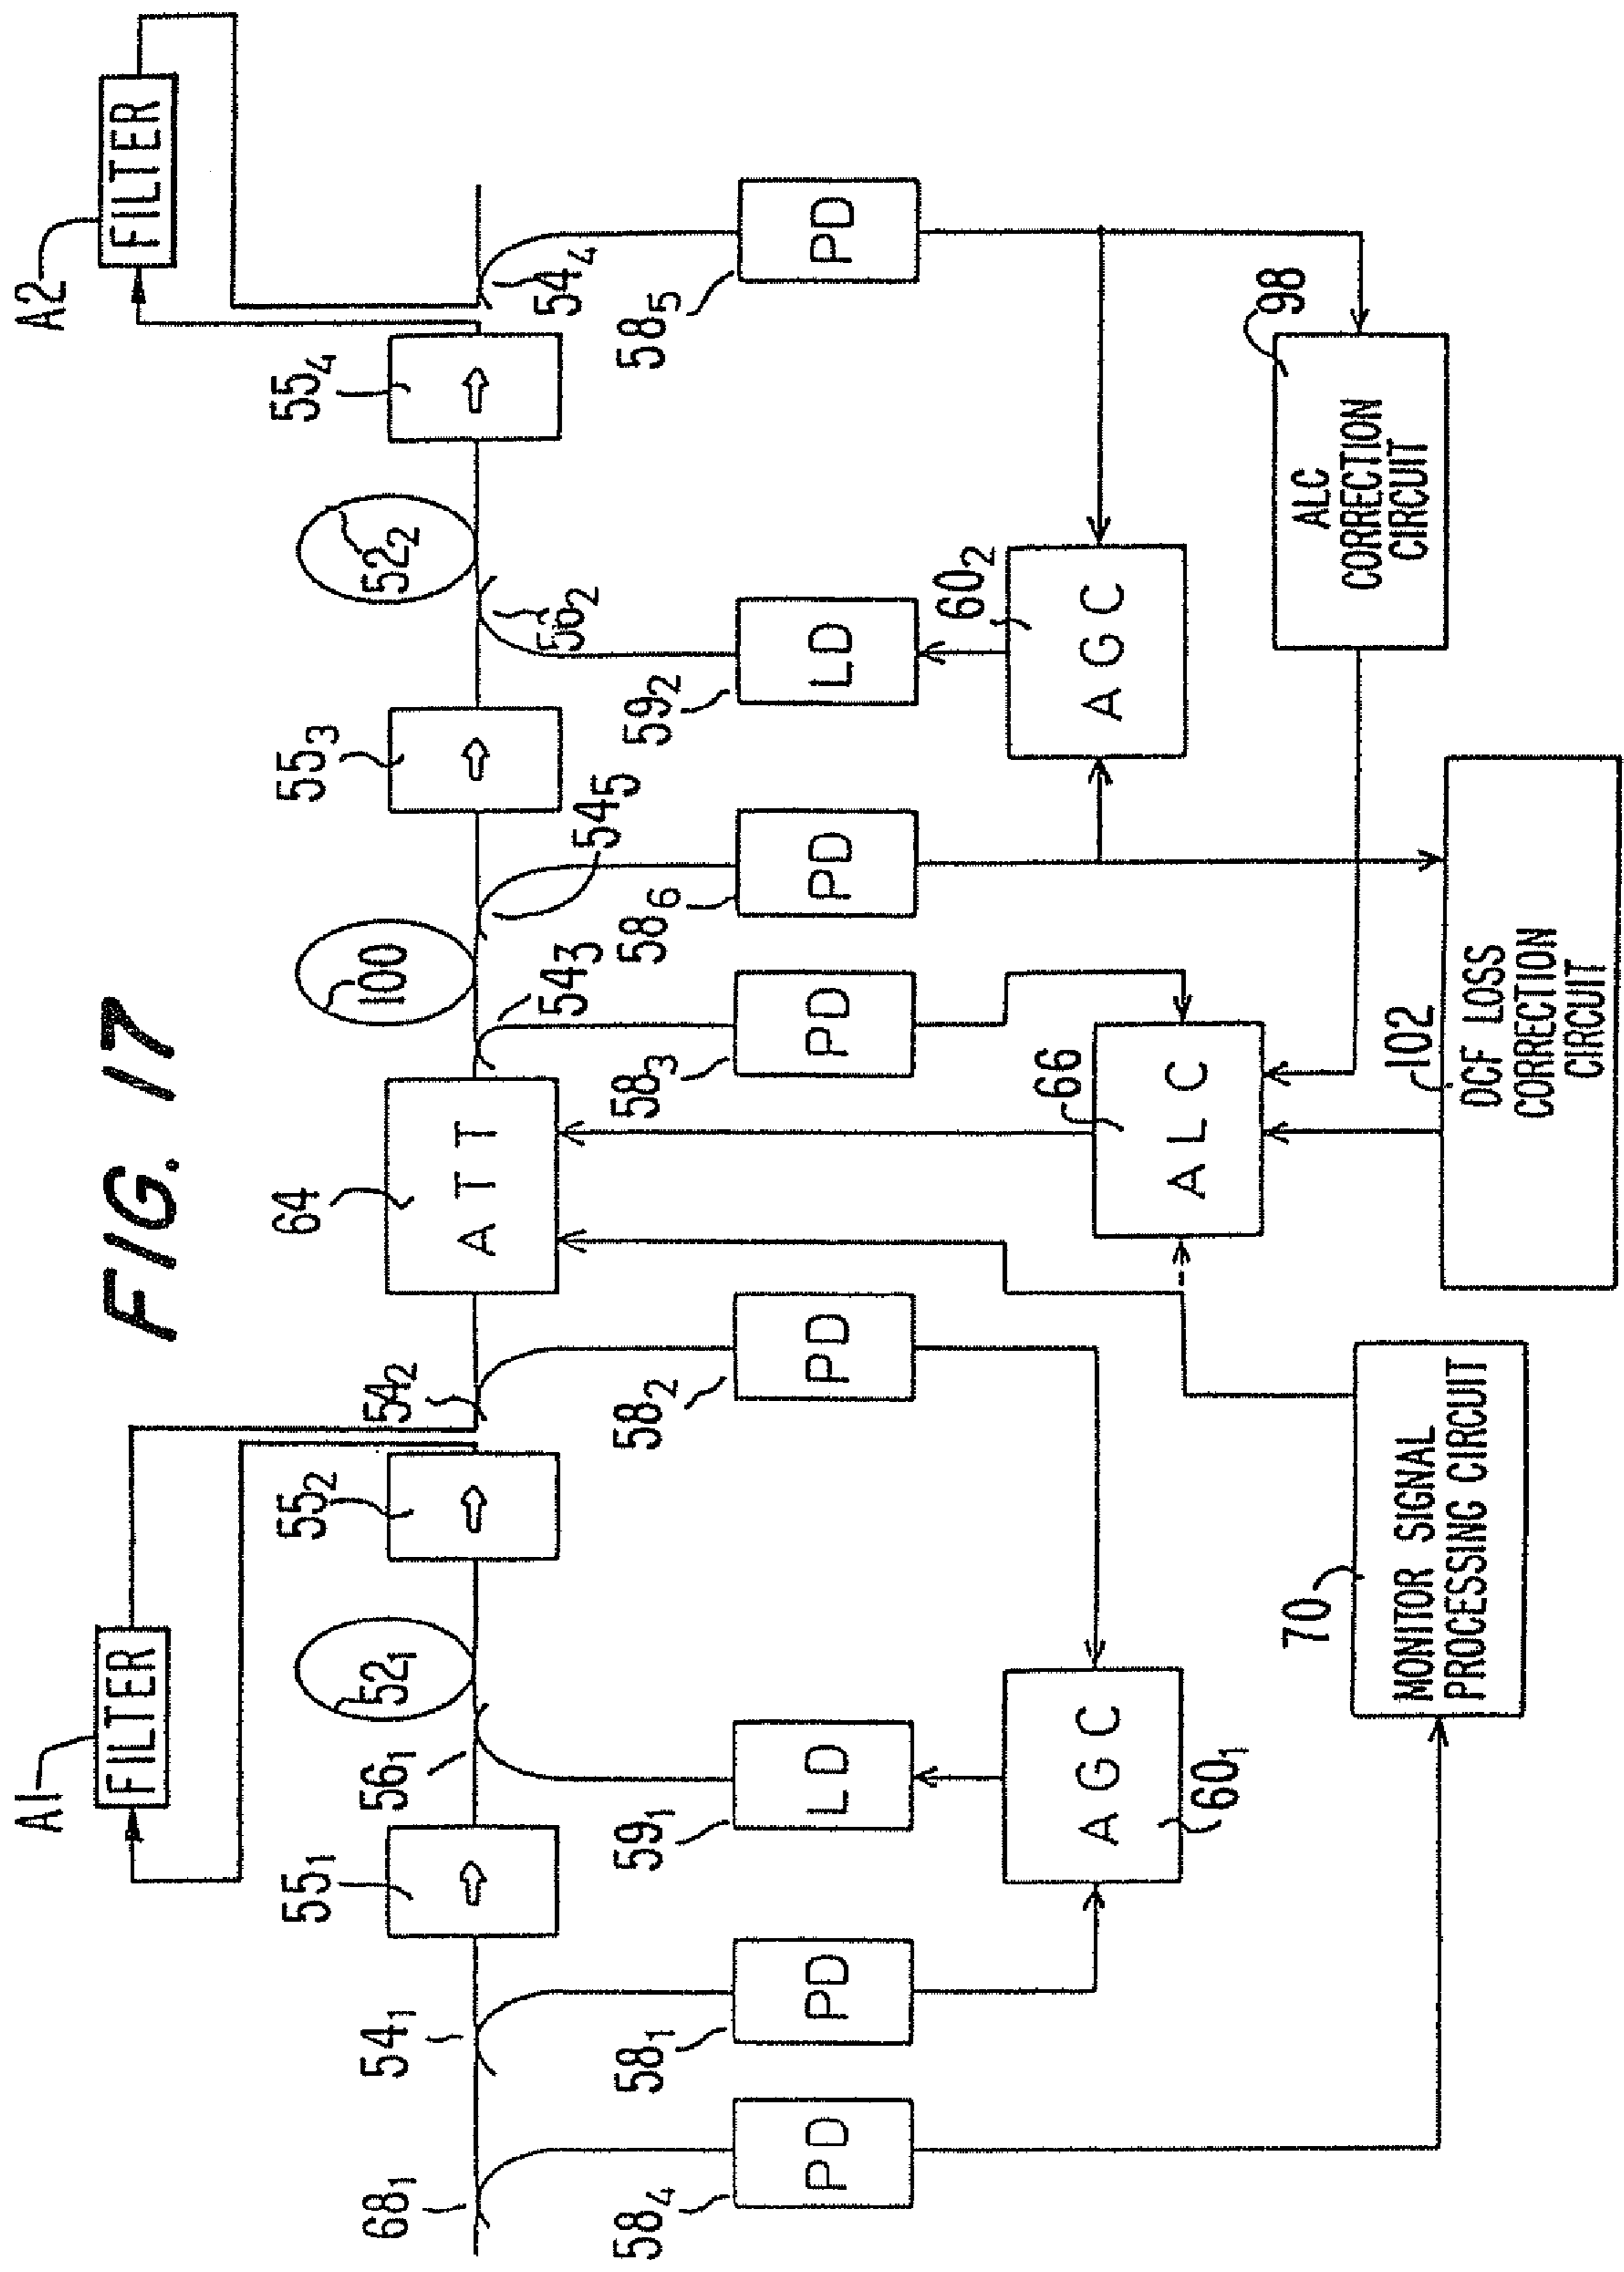 FIG. 17
A1
FILTER
A2
FILTER
68₁
54₁
55₁
56₁
52₁
55₂
54₂
64
ATT
54₃
100
54₅
55₃
56₂
52₂
55₄
54₄
58₄
PD
58₁
PD
59₁
LD
58₂
PD
58₃
PD
58₆
PD
59₂
LD
58₅
PD
AGC
60₁
66
ALC
60₂
AGC
70
MONITOR SIGNAL
PROCESSING CIRCUIT
102
DCF LOSS
CORRECTION
CIRCUIT
98
ALC
CORRECTION
CIRCUIT